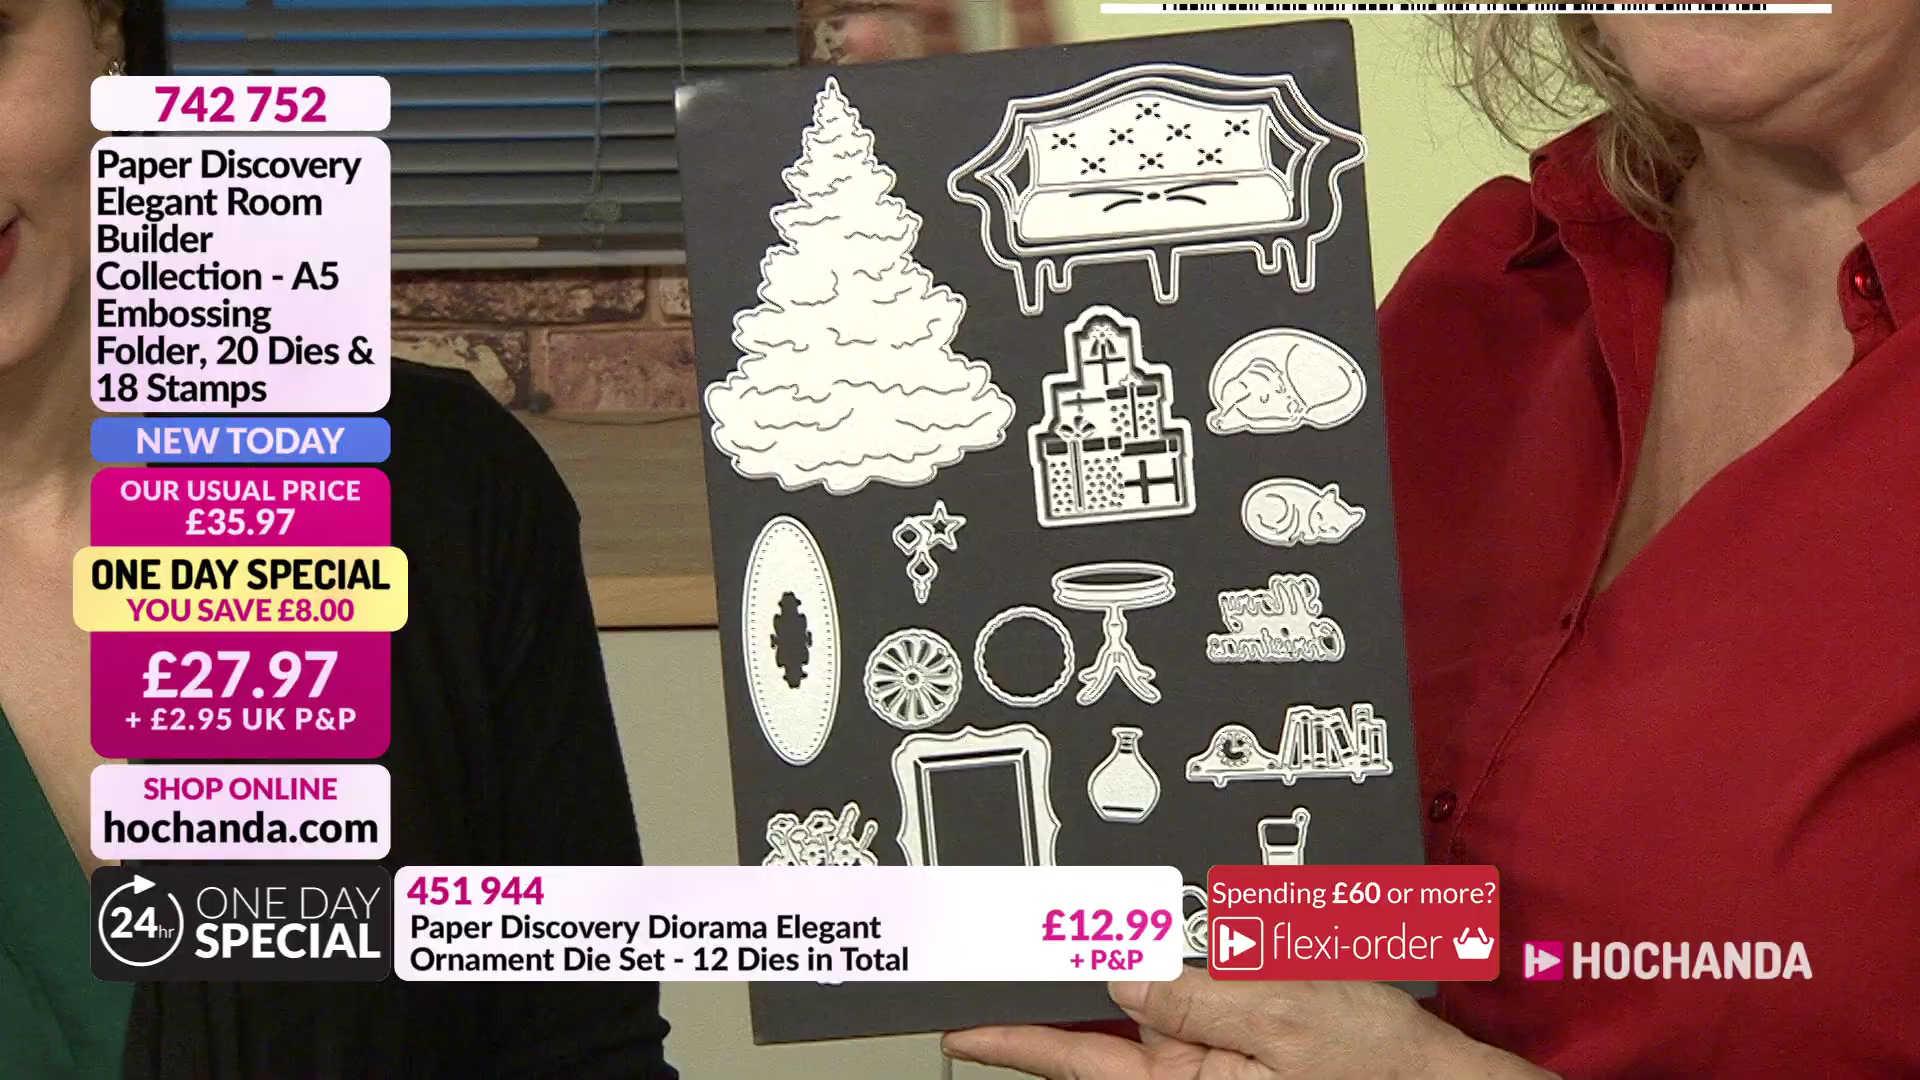 742 752
Paper Discovery
Elegant Room
Builder
Collection - A5
Embossing
Folder, 20 Dies &
18 Stamps
NEW TODAY
OUR USUAL PRICE
£35.97
ONE DAY SPECIAL
YOU SAVE £8.00
£27.97
+ £2.95 UK P&P
SHOP ONLINE
hochanda.com
24hr
ONE DAY
SPECIAL
451 944
Paper Discovery Diorama Elegant
Ornament Die Set - 12 Dies in Total
£12.99
+ P&P
Spending £60 or more?
flexi-order
HOCHANDA
Merry
Christmas